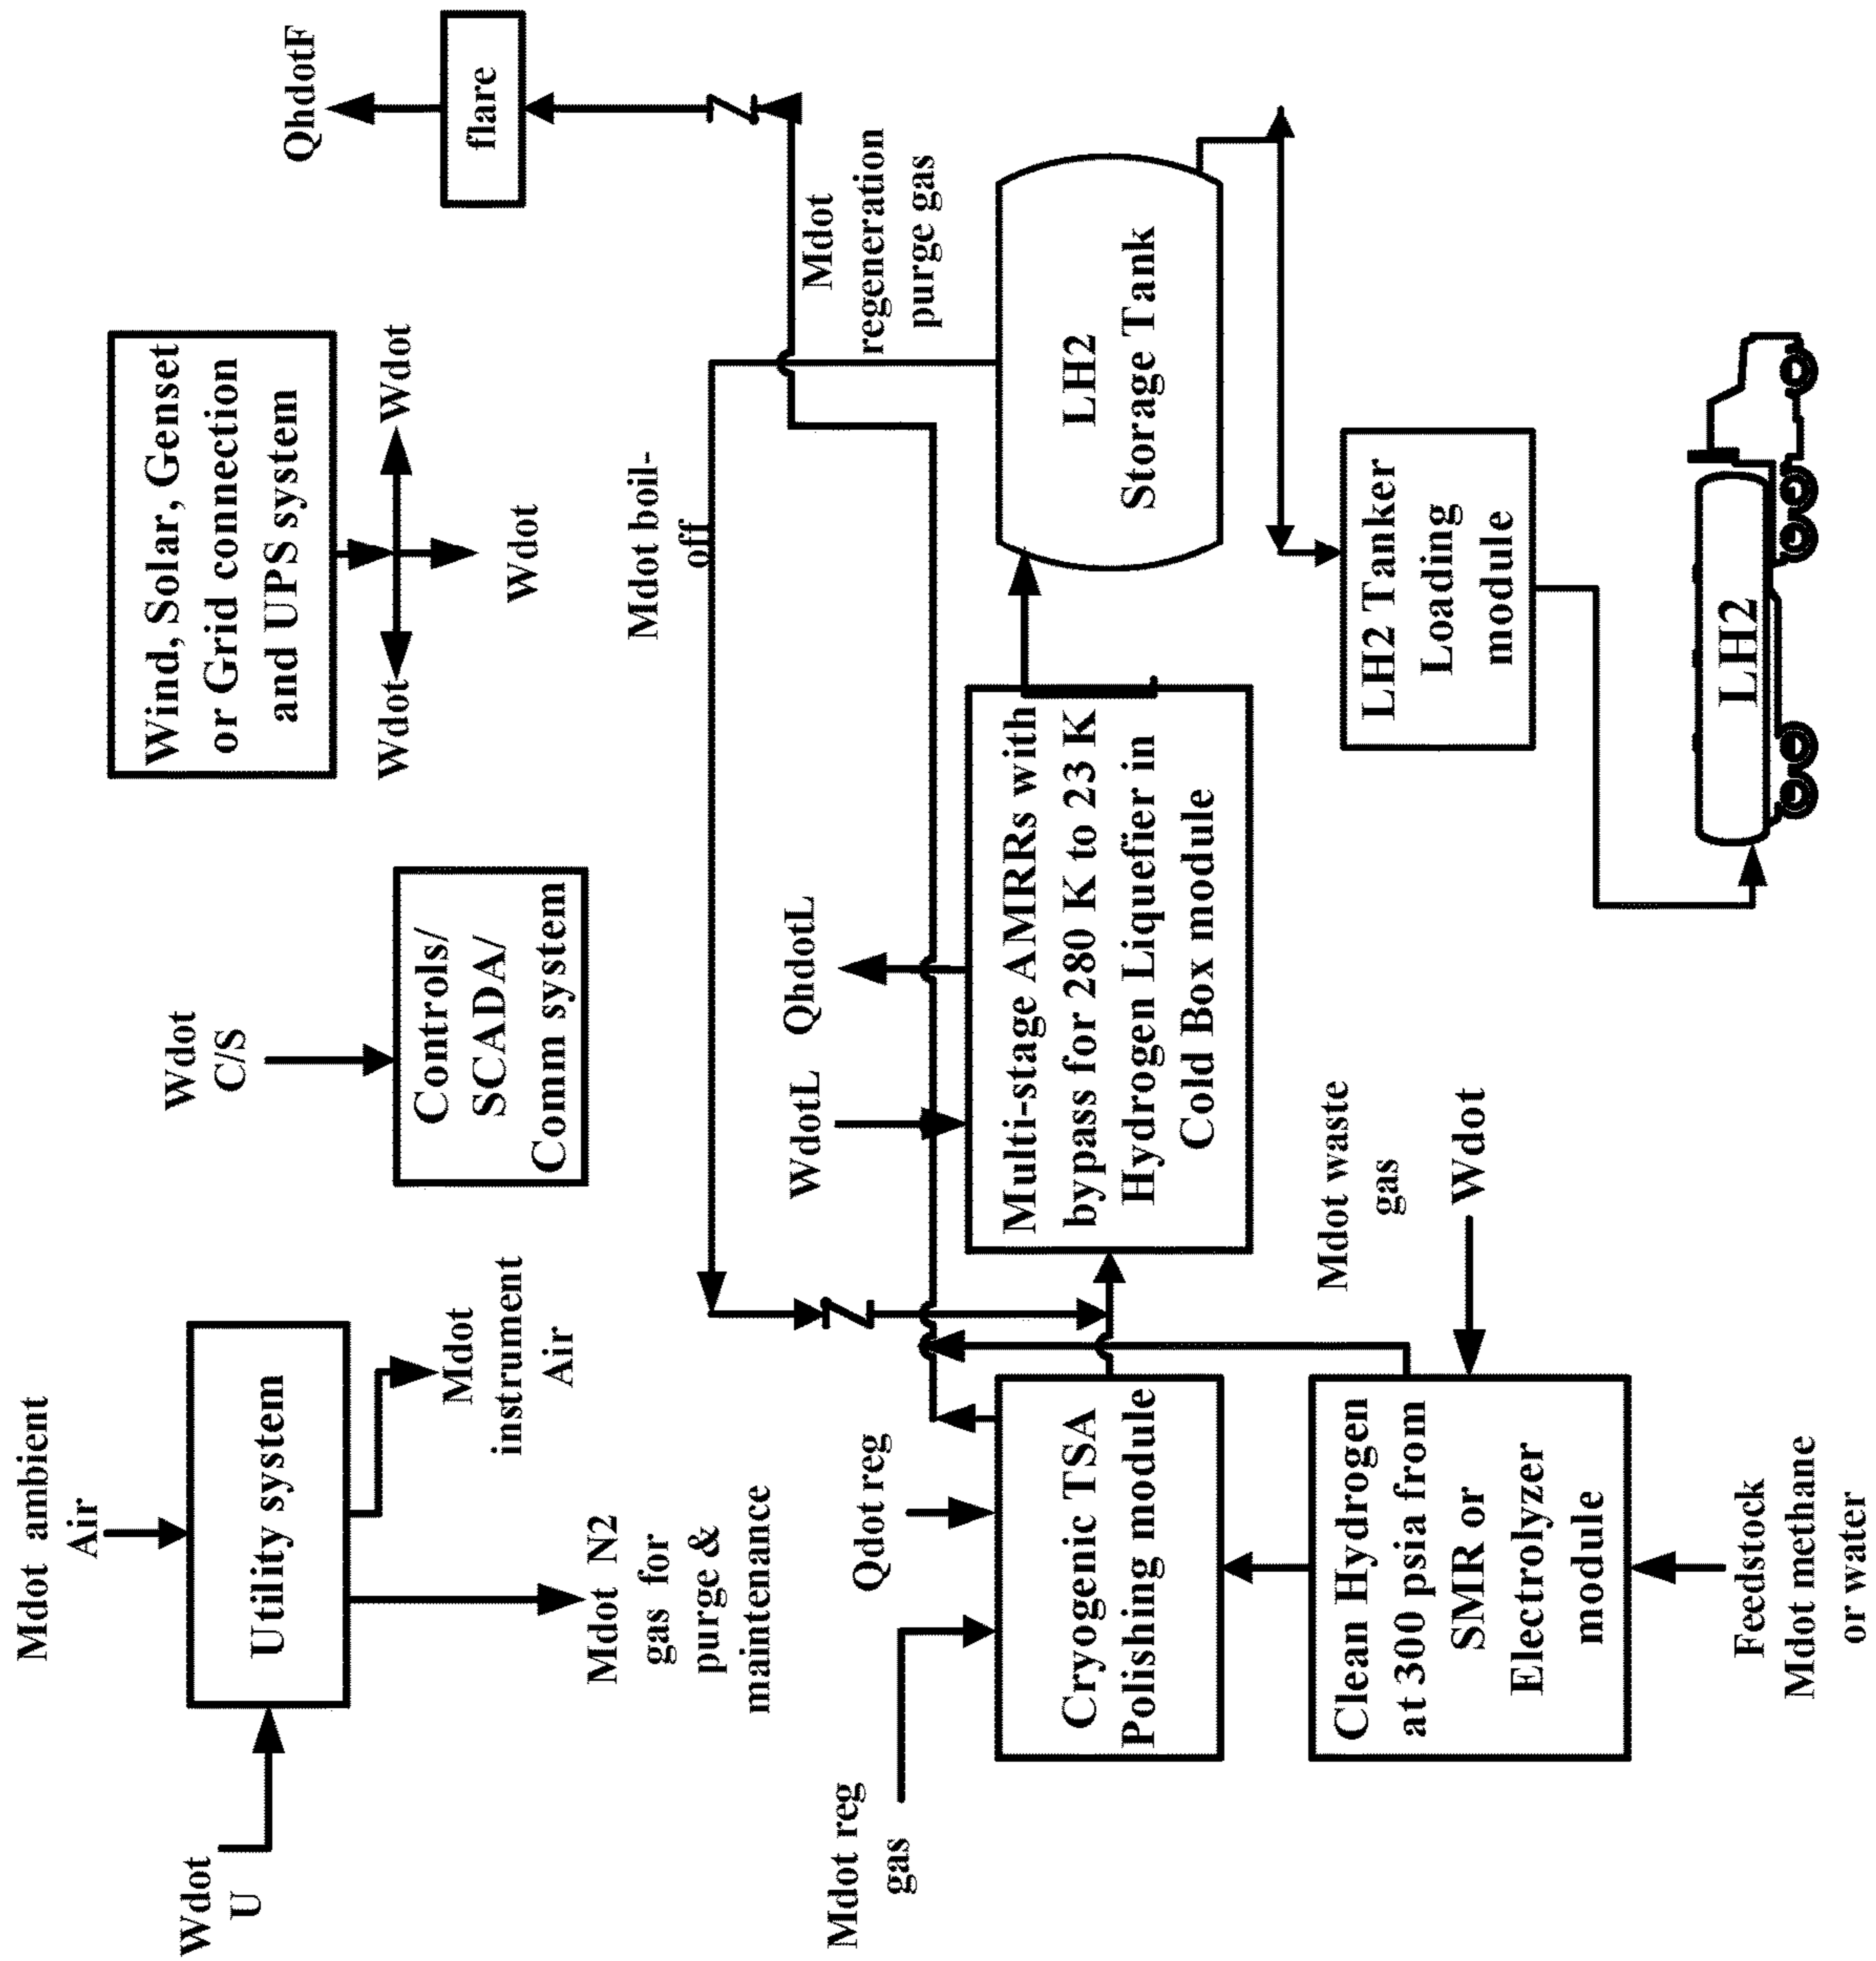 Mdot ambient
Air
Wdot
U
Utility system
Mdot
instrument
Air
Mdot N2
gas for
purge &
maintenance
Wdot
C/S
Controls/
SCADA/
Comm system
Wind, Solar, Genset
or Grid connection
and UPS system
Wdot
Wdot
Wdot
QhdotF
flare
Mdot boil-
off
Mdot
regeneration
purge gas
Mdot reg
gas
Qdot reg
Cryogenic TSA
Polishing module
WdotL
QhdotL
Multi-stage AMRRs with
bypass for 280 K to 23 K
Hydrogen Liquefier in
Cold Box module
LH2
Storage Tank
Clean Hydrogen
at 300 psia from
SMR or
Electrolyzer
module
Mdot waste
gas
Wdot
Feedstock
Mdot methane
or water
LH2 Tanker
Loading
module
LH2